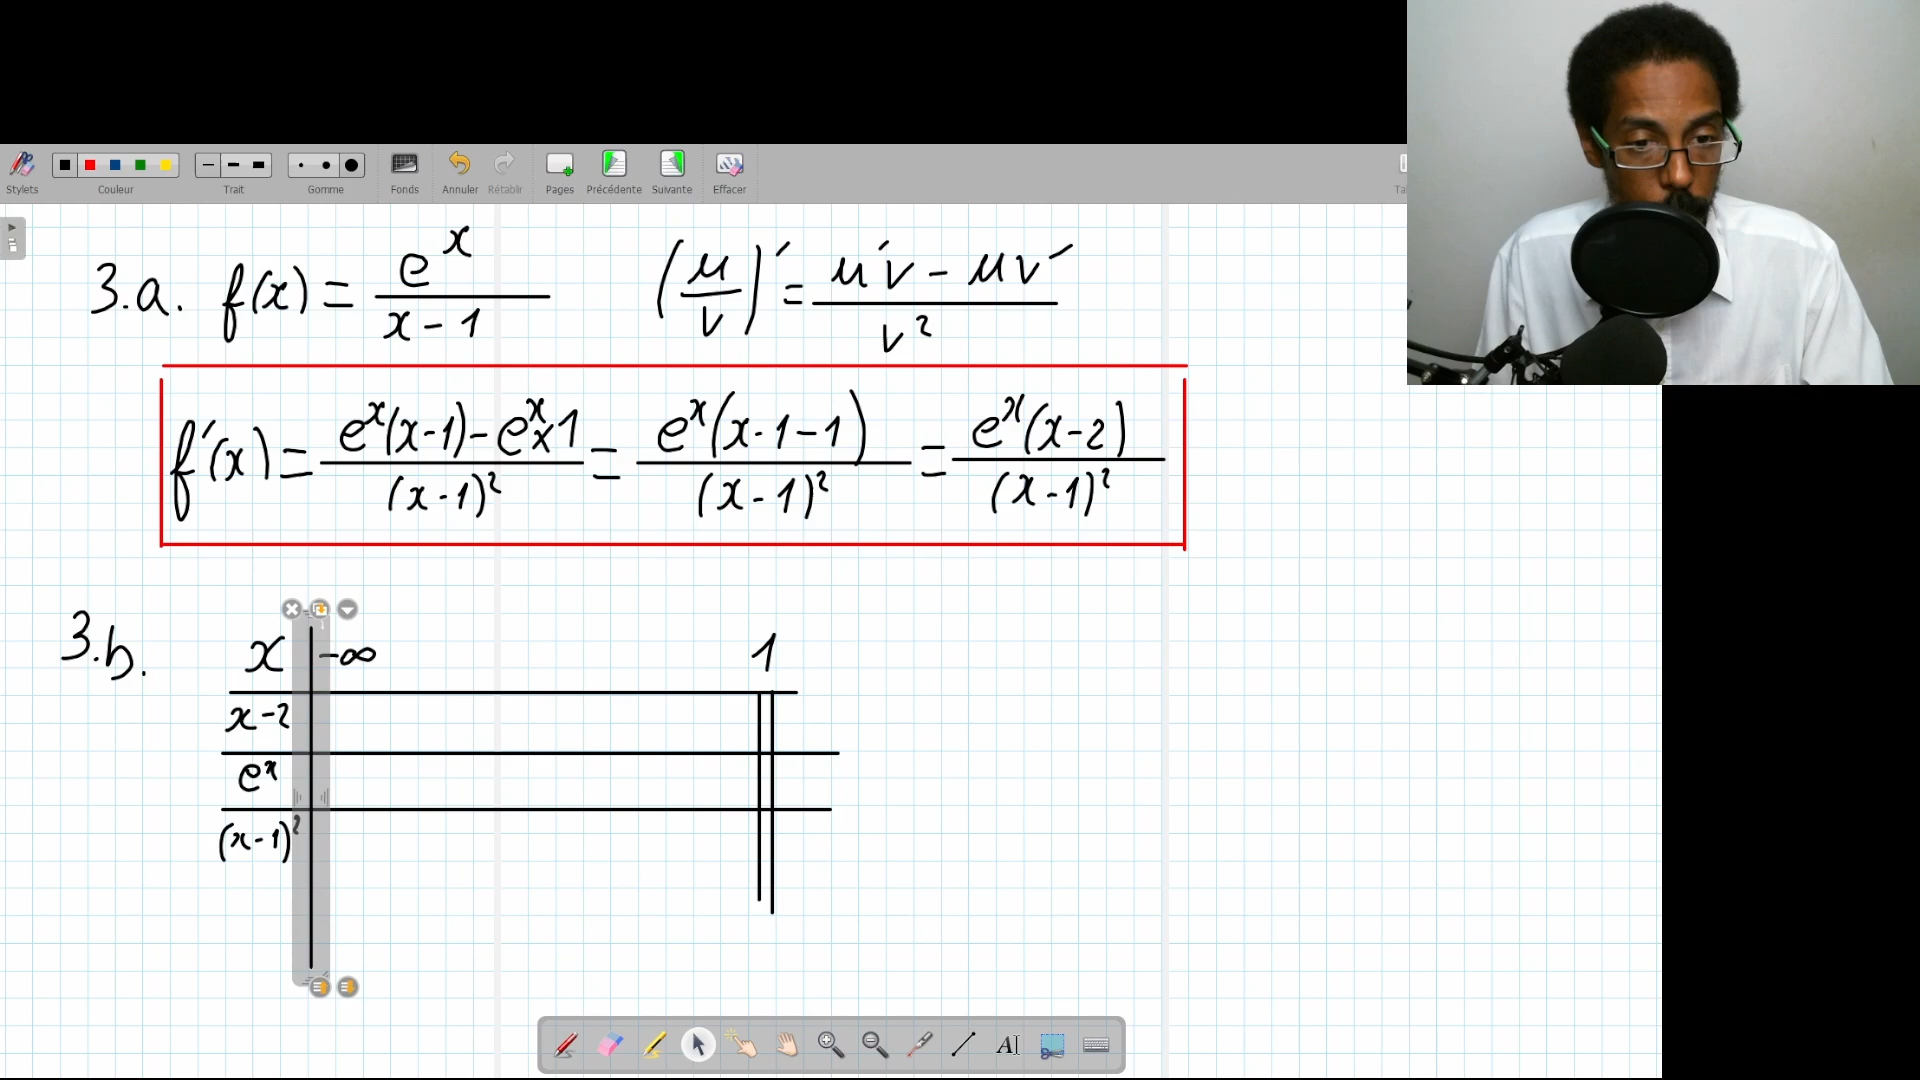 Stylets Couleur Trait Gomme Fonds Annuler Rétablir Pages Précédente Suivante Effacer
3.a. f(x) = e^x / (x - 1) (u/v)′ = (u′v - uv′) / v²
f′(x) = (e^x(x-1) - e^x × 1) / (x-1)² = e^x(x-1-1) / (x-1)² = e^x(x-2) / (x-1)²
3.b. x -∞ 1
x-2
e^x
(x-1)²